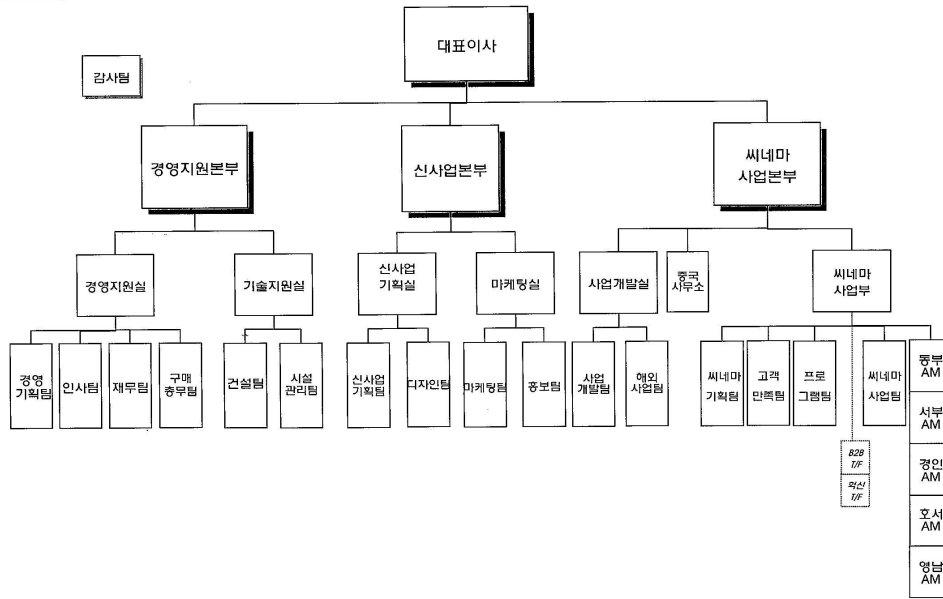 대표이사
감사팀
경영지원본부
신사업본부
씨네마
사업본부
경영지원실
기술지원실
신사업
기획실
마케팅실
사업개발실
중국
사무소
씨네마
사업부
경영
기획팀
인사팀
재무팀
구매
총무팀
건설팀
시설
관리팀
신사업
기획팀
디자인팀
마케팅팀
홍보팀
사업
개발팀
해외
사업팀
씨네마
기획팀
고객
만족팀
프로
그램팀
씨네마
사업팀
동부
AM
서부
AM
경인
AM
호서
AM
영남
AM
B2B
T/F
혁신
T/F